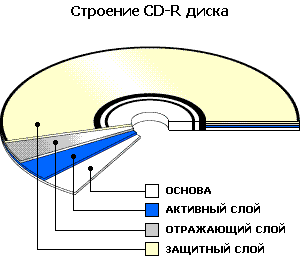 Строение CD-R диска
ОСНОВА
АКТИВНЫЙ СЛОЙ
ОТРАЖАЮЩИЙ СЛОЙ
ЗАЩИТНЫЙ СЛОЙ